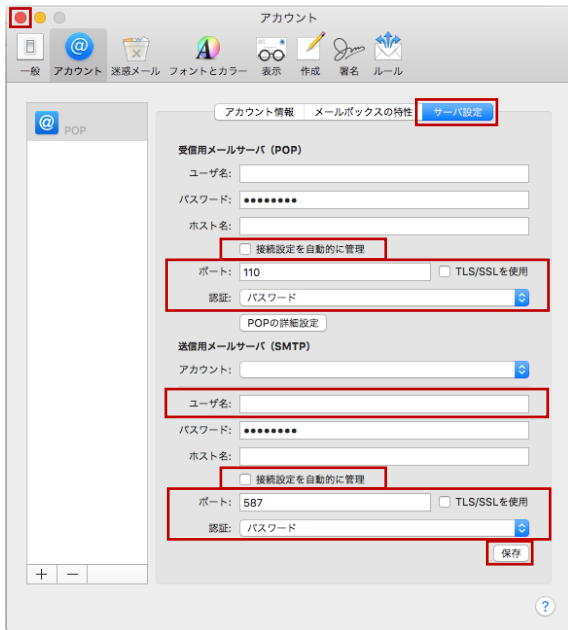 アカウント
一般 アカウント 迷惑メール フォントとカラー 表示 作成 署名 ルール
@ POP
アカウント情報 メールボックスの特性 サーバ設定
受信用メールサーバ（POP）
ユーザ名:
パスワード: ●●●●●●●●
ホスト名:
接続設定を自動的に管理
ポート: 110 TLS/SSLを使用
認証: パスワード
POPの詳細設定
送信用メールサーバ（SMTP）
アカウント:
ユーザ名:
パスワード: ●●●●●●●●
ホスト名:
接続設定を自動的に管理
ポート: 587 TLS/SSLを使用
認証: パスワード
保存
+ −
?